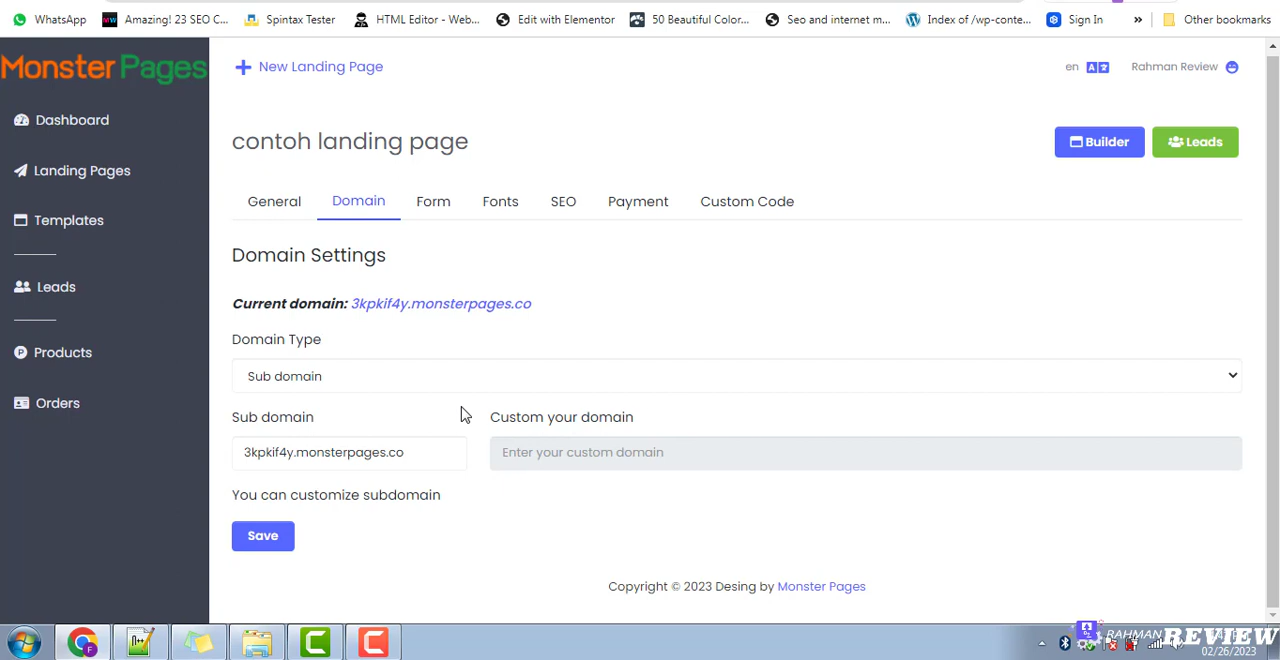 WhatsApp Amazing! 23 SEO C... Spintax Tester HTML Editor - Web... Edit with Elementor 50 Beautiful Color... Seo and internet m... Index of /wp-conte... Sign In » Other bookmarks
Monster Pages
New Landing Page
en
Rahman Review
Dashboard
Landing Pages
Templates
Leads
Products
Orders
contoh landing page
Builder
Leads
General Domain Form Fonts SEO Payment Custom Code
Domain Settings
Current domain: 3kpkif4y.monsterpages.co
Domain Type
Sub domain
Sub domain Custom your domain
3kpkif4y.monsterpages.co Enter your custom domain
You can customize subdomain
Save
Copyright © 2023 Desing by Monster Pages
RAHMAN REVIEW
02/26/2023